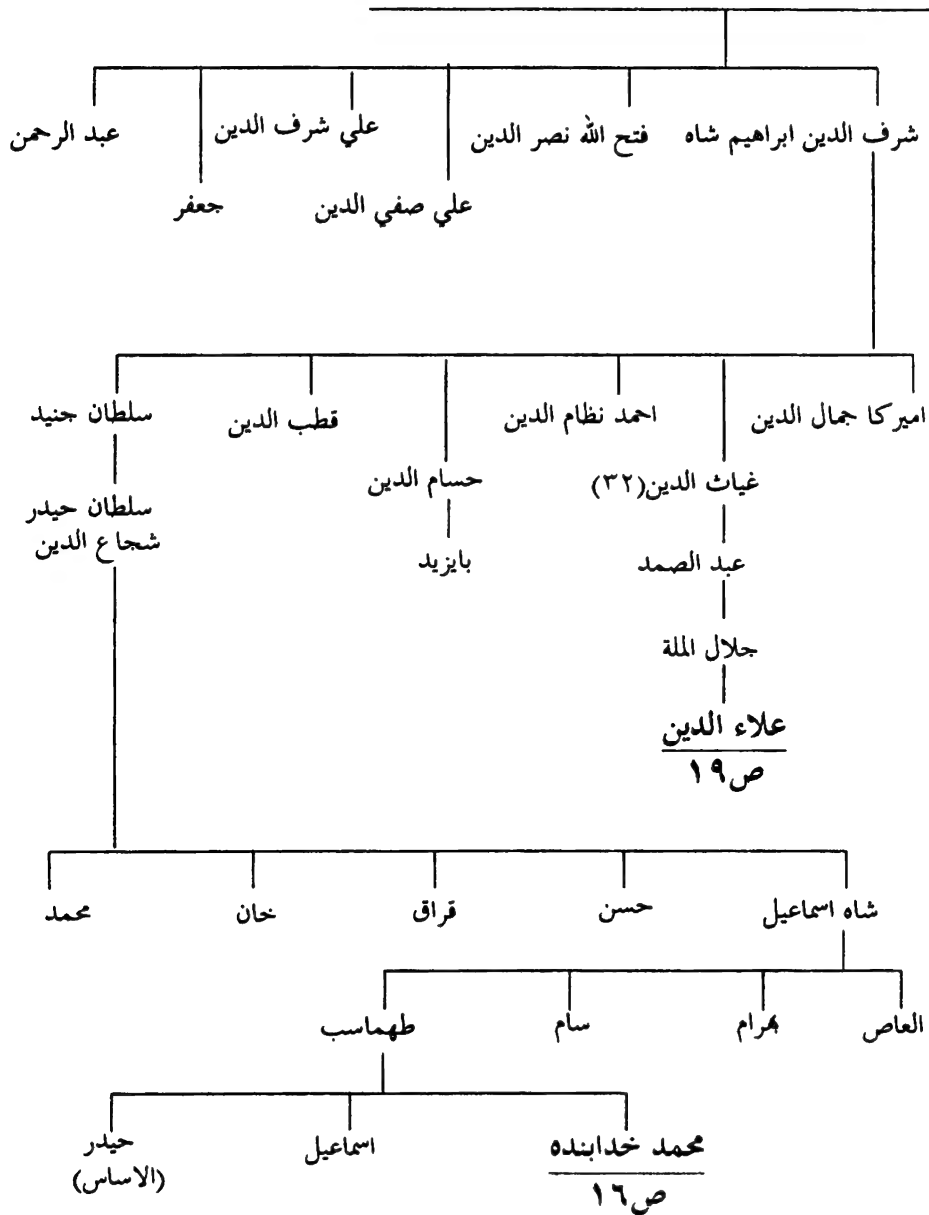 شرف الدين ابراهيم شاه
فتح الله نصر الدين
علي شرف الدين
عبد الرحمن
علي صفي الدين
جعفر
اميركا جمال الدين
احمد نظام الدين
قطب الدين
سلطان جنيد
غياث الدين(٣٢)
حسام الدين
سلطان حيدر
شجاع الدين
عبد الصمد
بايزيد
جلال الملة
علاء الدين
ص١٩
شاه اسماعيل
حسن
قراق
خان
محمد
العاص
بهرام
سام
طهماسب
محمد خدابنده
ص١٦
اسماعيل
حيدر
(الاساس)